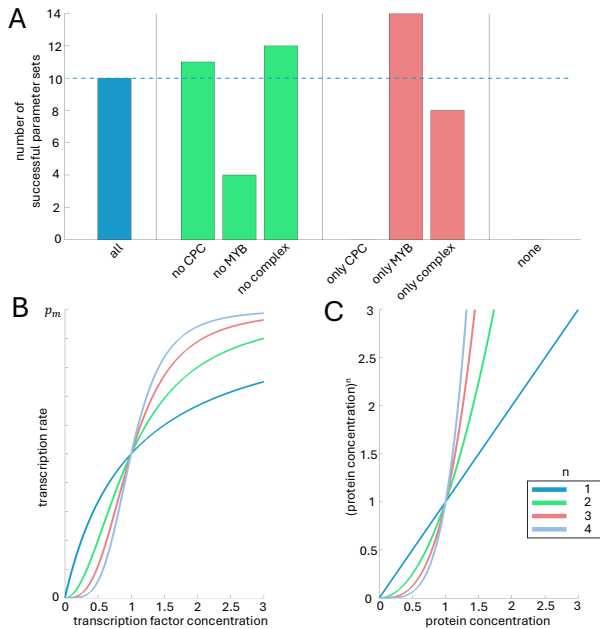 A
number of
successful parameter sets
14
12
10
8
6
4
2
0
all
no CPC
no MYB
no complex
only CPC
only MYB
only complex
none
B
pₘ
transcription rate
0
0 0.5 1 1.5 2 2.5 3
transcription factor concentration
C
(protein concentration)ⁿ
3
2.5
2
1.5
1
0.5
0
0 0.5 1 1.5 2 2.5 3
protein concentration
n
1
2
3
4